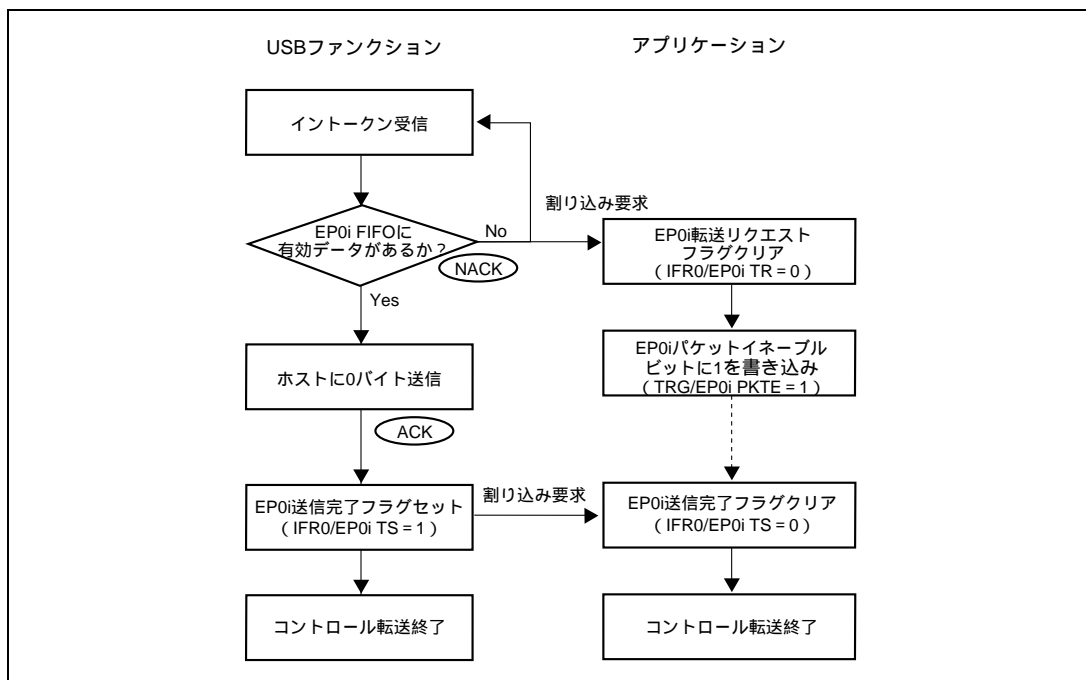 USBファンクション
アプリケーション
イントークン受信
割り込み要求
EP0i FIFOに
有効データがあるか？
No
NACK
Yes
EP0i転送リクエスト
フラグクリア
（IFR0/EP0i TR = 0）
EP0iパケットイネーブル
ビットに1を書き込み
（TRG/EP0i PKTE = 1）
ホストに0バイト送信
ACK
EP0i送信完了フラグセット
（IFR0/EP0i TS = 1）
割り込み要求
EP0i送信完了フラグクリア
（IFR0/EP0i TS = 0）
コントロール転送終了
コントロール転送終了